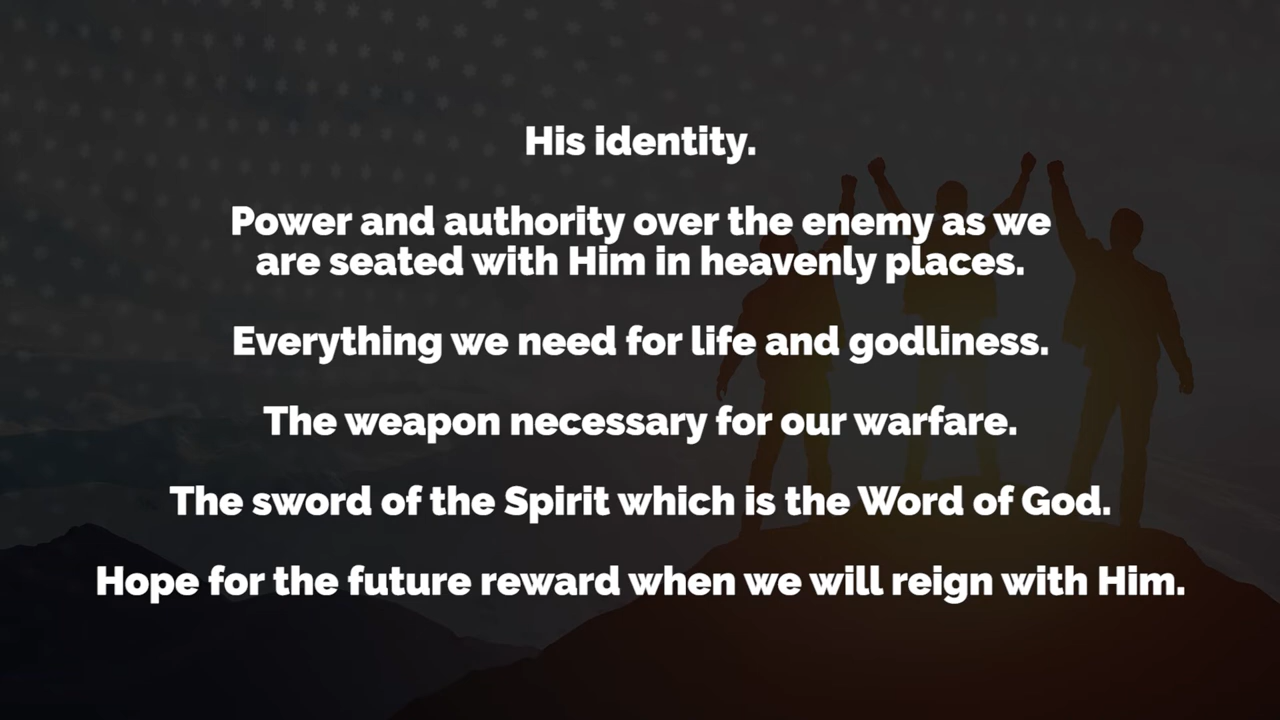 His identity.
Power and authority over the enemy as we
are seated with Him in heavenly places.
Everything we need for life and godliness.
The weapon necessary for our warfare.
The sword of the Spirit which is the Word of God.
Hope for the future reward when we will reign with Him.